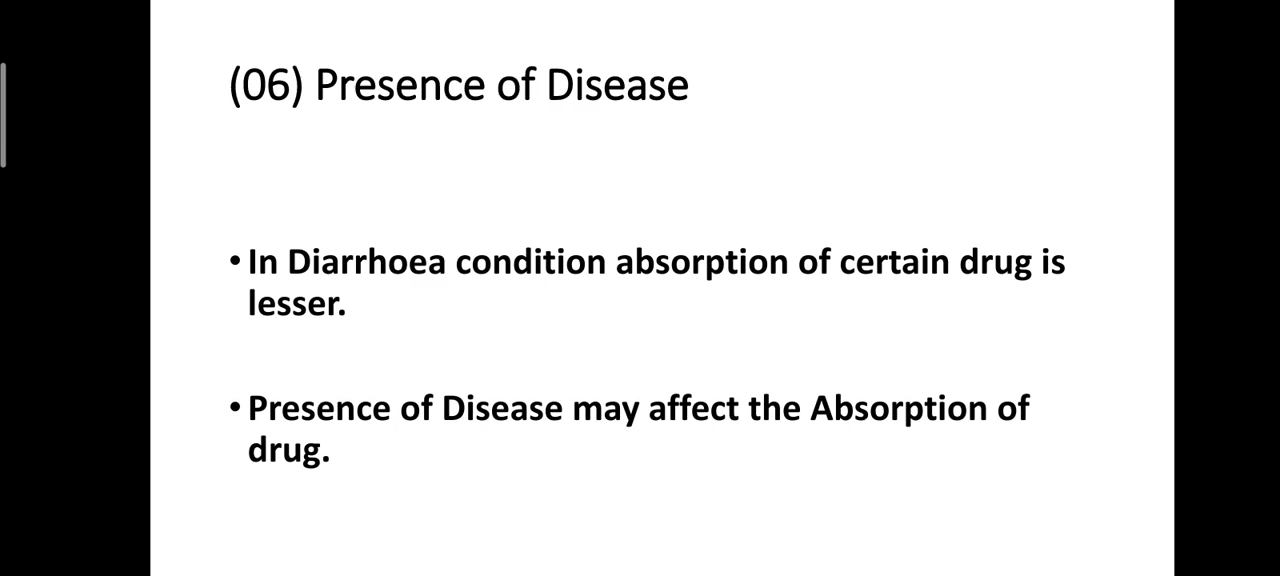 (06) Presence of Disease
• In Diarrhoea condition absorption of certain drug is
lesser.
• Presence of Disease may affect the Absorption of
drug.